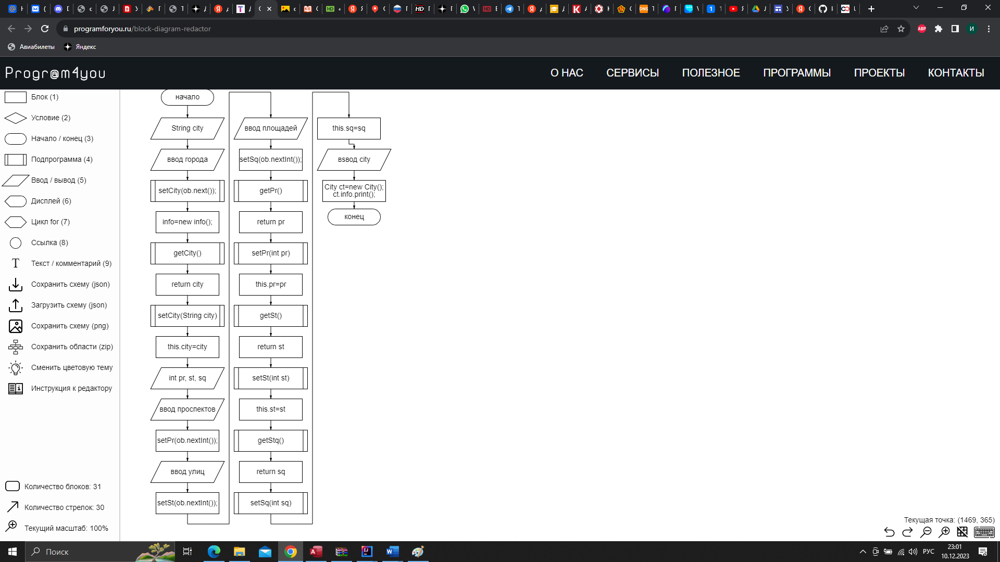 programforyou.ru/block-diagram-redactor
ABP
И
Авиабилеты
Яндекс
Progr@m4you
О НАС
СЕРВИСЫ
ПОЛЕЗНОЕ
ПРОГРАММЫ
ПРОЕКТЫ
КОНТАКТЫ
Блок (1)
Условие (2)
Начало / конец (3)
Подпрограмма (4)
Ввод / вывод (5)
Дисплей (6)
Цикл for (7)
Ссылка (8)
T
Текст / комментарий (9)
Сохранить схему (json)
Загрузить схему (json)
Сохранить схему (png)
Сохранить области (zip)
Сменить цветовую тему
Инструкция к редактору
Количество блоков: 31
Количество стрелок: 30
Текущий масштаб: 100%
начало
String city
ввод города
setCity(ob.next());
info=new info();
getCity()
return city
setCity(String city)
this.city=city
int pr, st, sq
ввод проспектов
setPr(ob.nextInt());
ввод улиц
setSt(ob.nextInt());
ввод площадей
setSq(ob.nextInt());
getPr()
return pr
setPr(int pr)
this.pr=pr
getSt()
return st
setSt(int st)
this.st=st
getStq()
return sq
setSq(int sq)
this.sq=sq
вsвод city
City ct=new City();
ct.info.print();
конец
Текущая точка: (1469, 365)
Поиск
РУС
23:01
10.12.2023